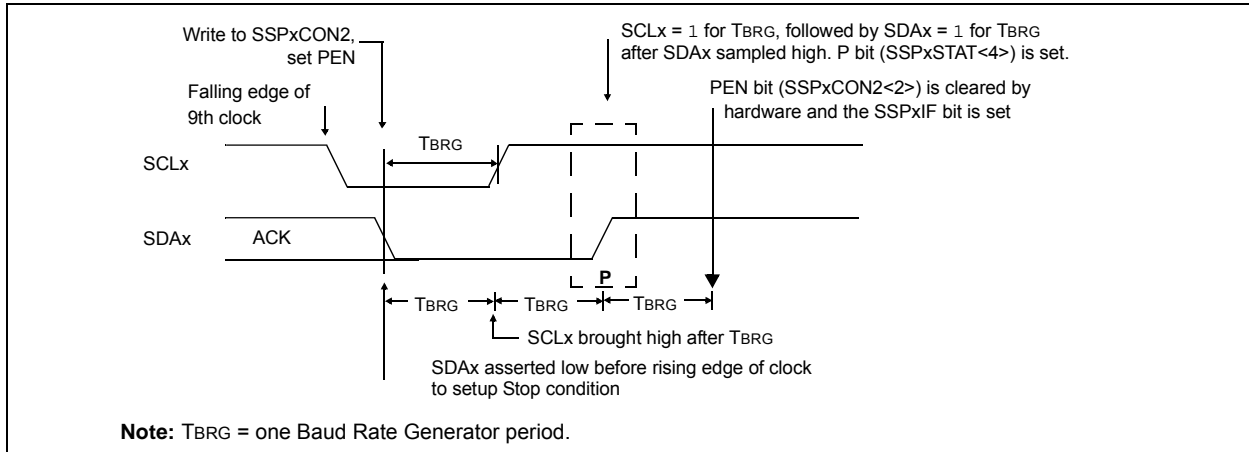 Write to SSPxCON2,
set PEN
SCLx = 1 for TBRG, followed by SDAx = 1 for TBRG
after SDAx sampled high. P bit (SSPxSTAT<4>) is set.
Falling edge of
9th clock
PEN bit (SSPxCON2<2>) is cleared by
hardware and the SSPxIF bit is set
TBRG
SCLx
SDAx
ACK
P
TBRG
TBRG
TBRG
SCLx brought high after TBRG
SDAx asserted low before rising edge of clock
to setup Stop condition
Note: TBRG = one Baud Rate Generator period.